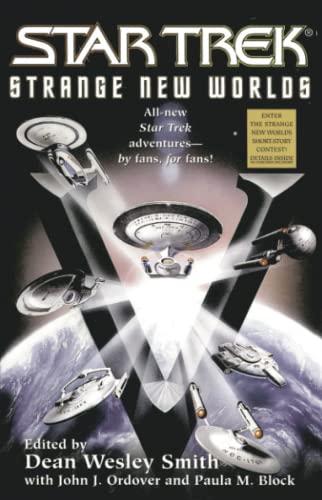 STAR TREK®
STRANGE NEW WORLDS
All-new
Star Trek
adventures—
by fans, for fans!
ENTER
THE STRANGE
NEW WORLDS
SHORT-STORY
CONTEST!
DETAILS INSIDE
Edited by
Dean Wesley Smith
with John J. Ordover and Paula M. Block